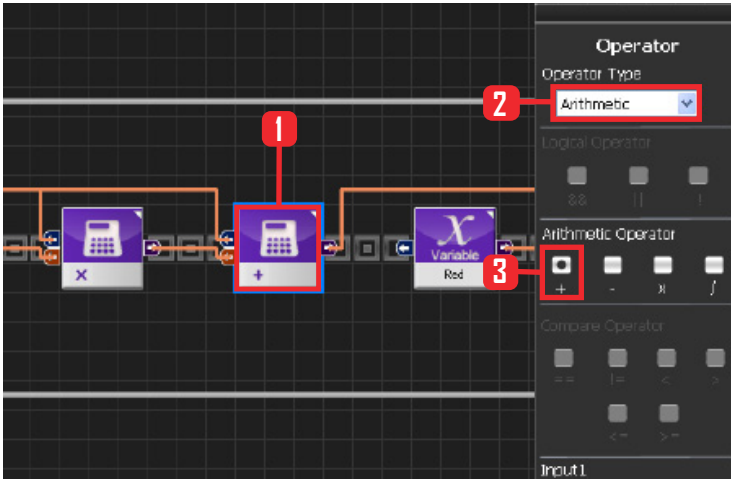 Operator
Operator Type
2
Arithmetic
1
Logical Operator
&& || !
x
+
x
Variable
Red
Arithmetic Operator
3
+ - x /
Compare Operator
== != < >
<= >=
Input1